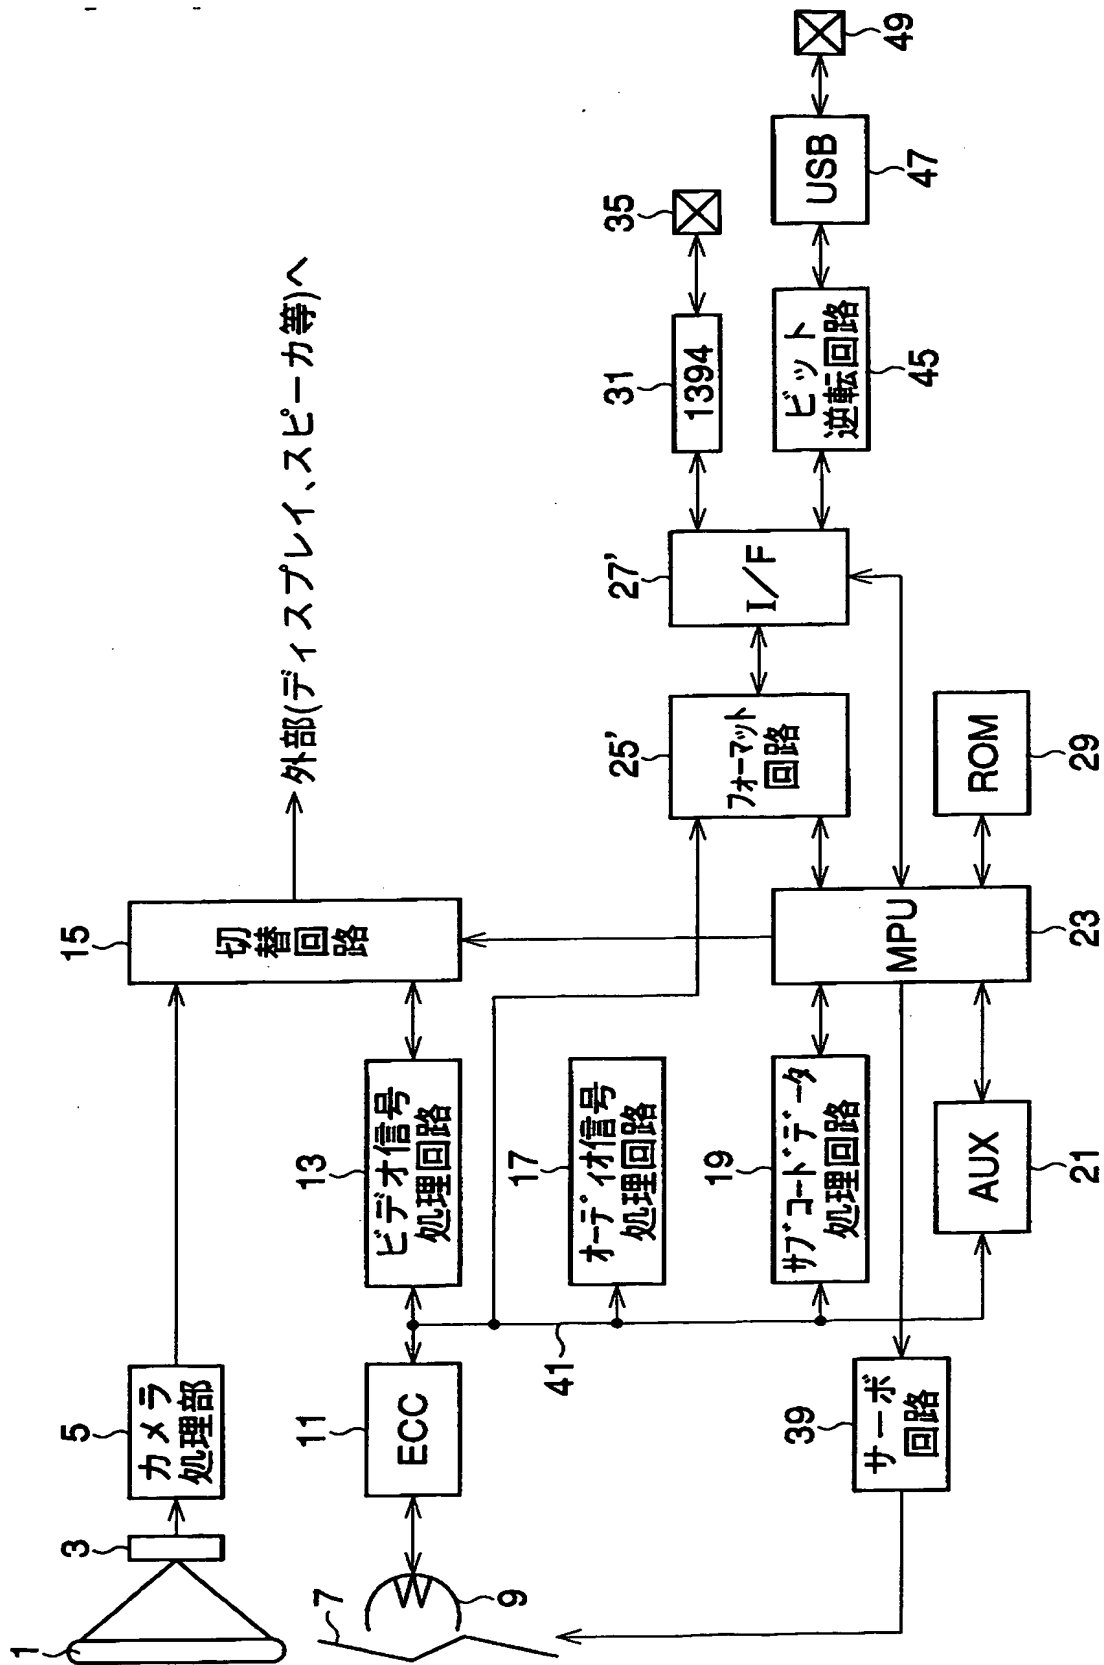 1
3
5
カメラ
処理部
15
切替回路
外部(ディスプレイ、スピーカ等)へ
7
9
11
ECC
13
ビデオ信号
処理回路
41
17
オーディオ信号
処理回路
25'
フォーマット
回路
27'
I/F
31
1394
35
19
サブコードデータ
処理回路
MPU
23
ビット
逆転回路
45
USB
47
49
39
サーボ
回路
AUX
21
ROM
29